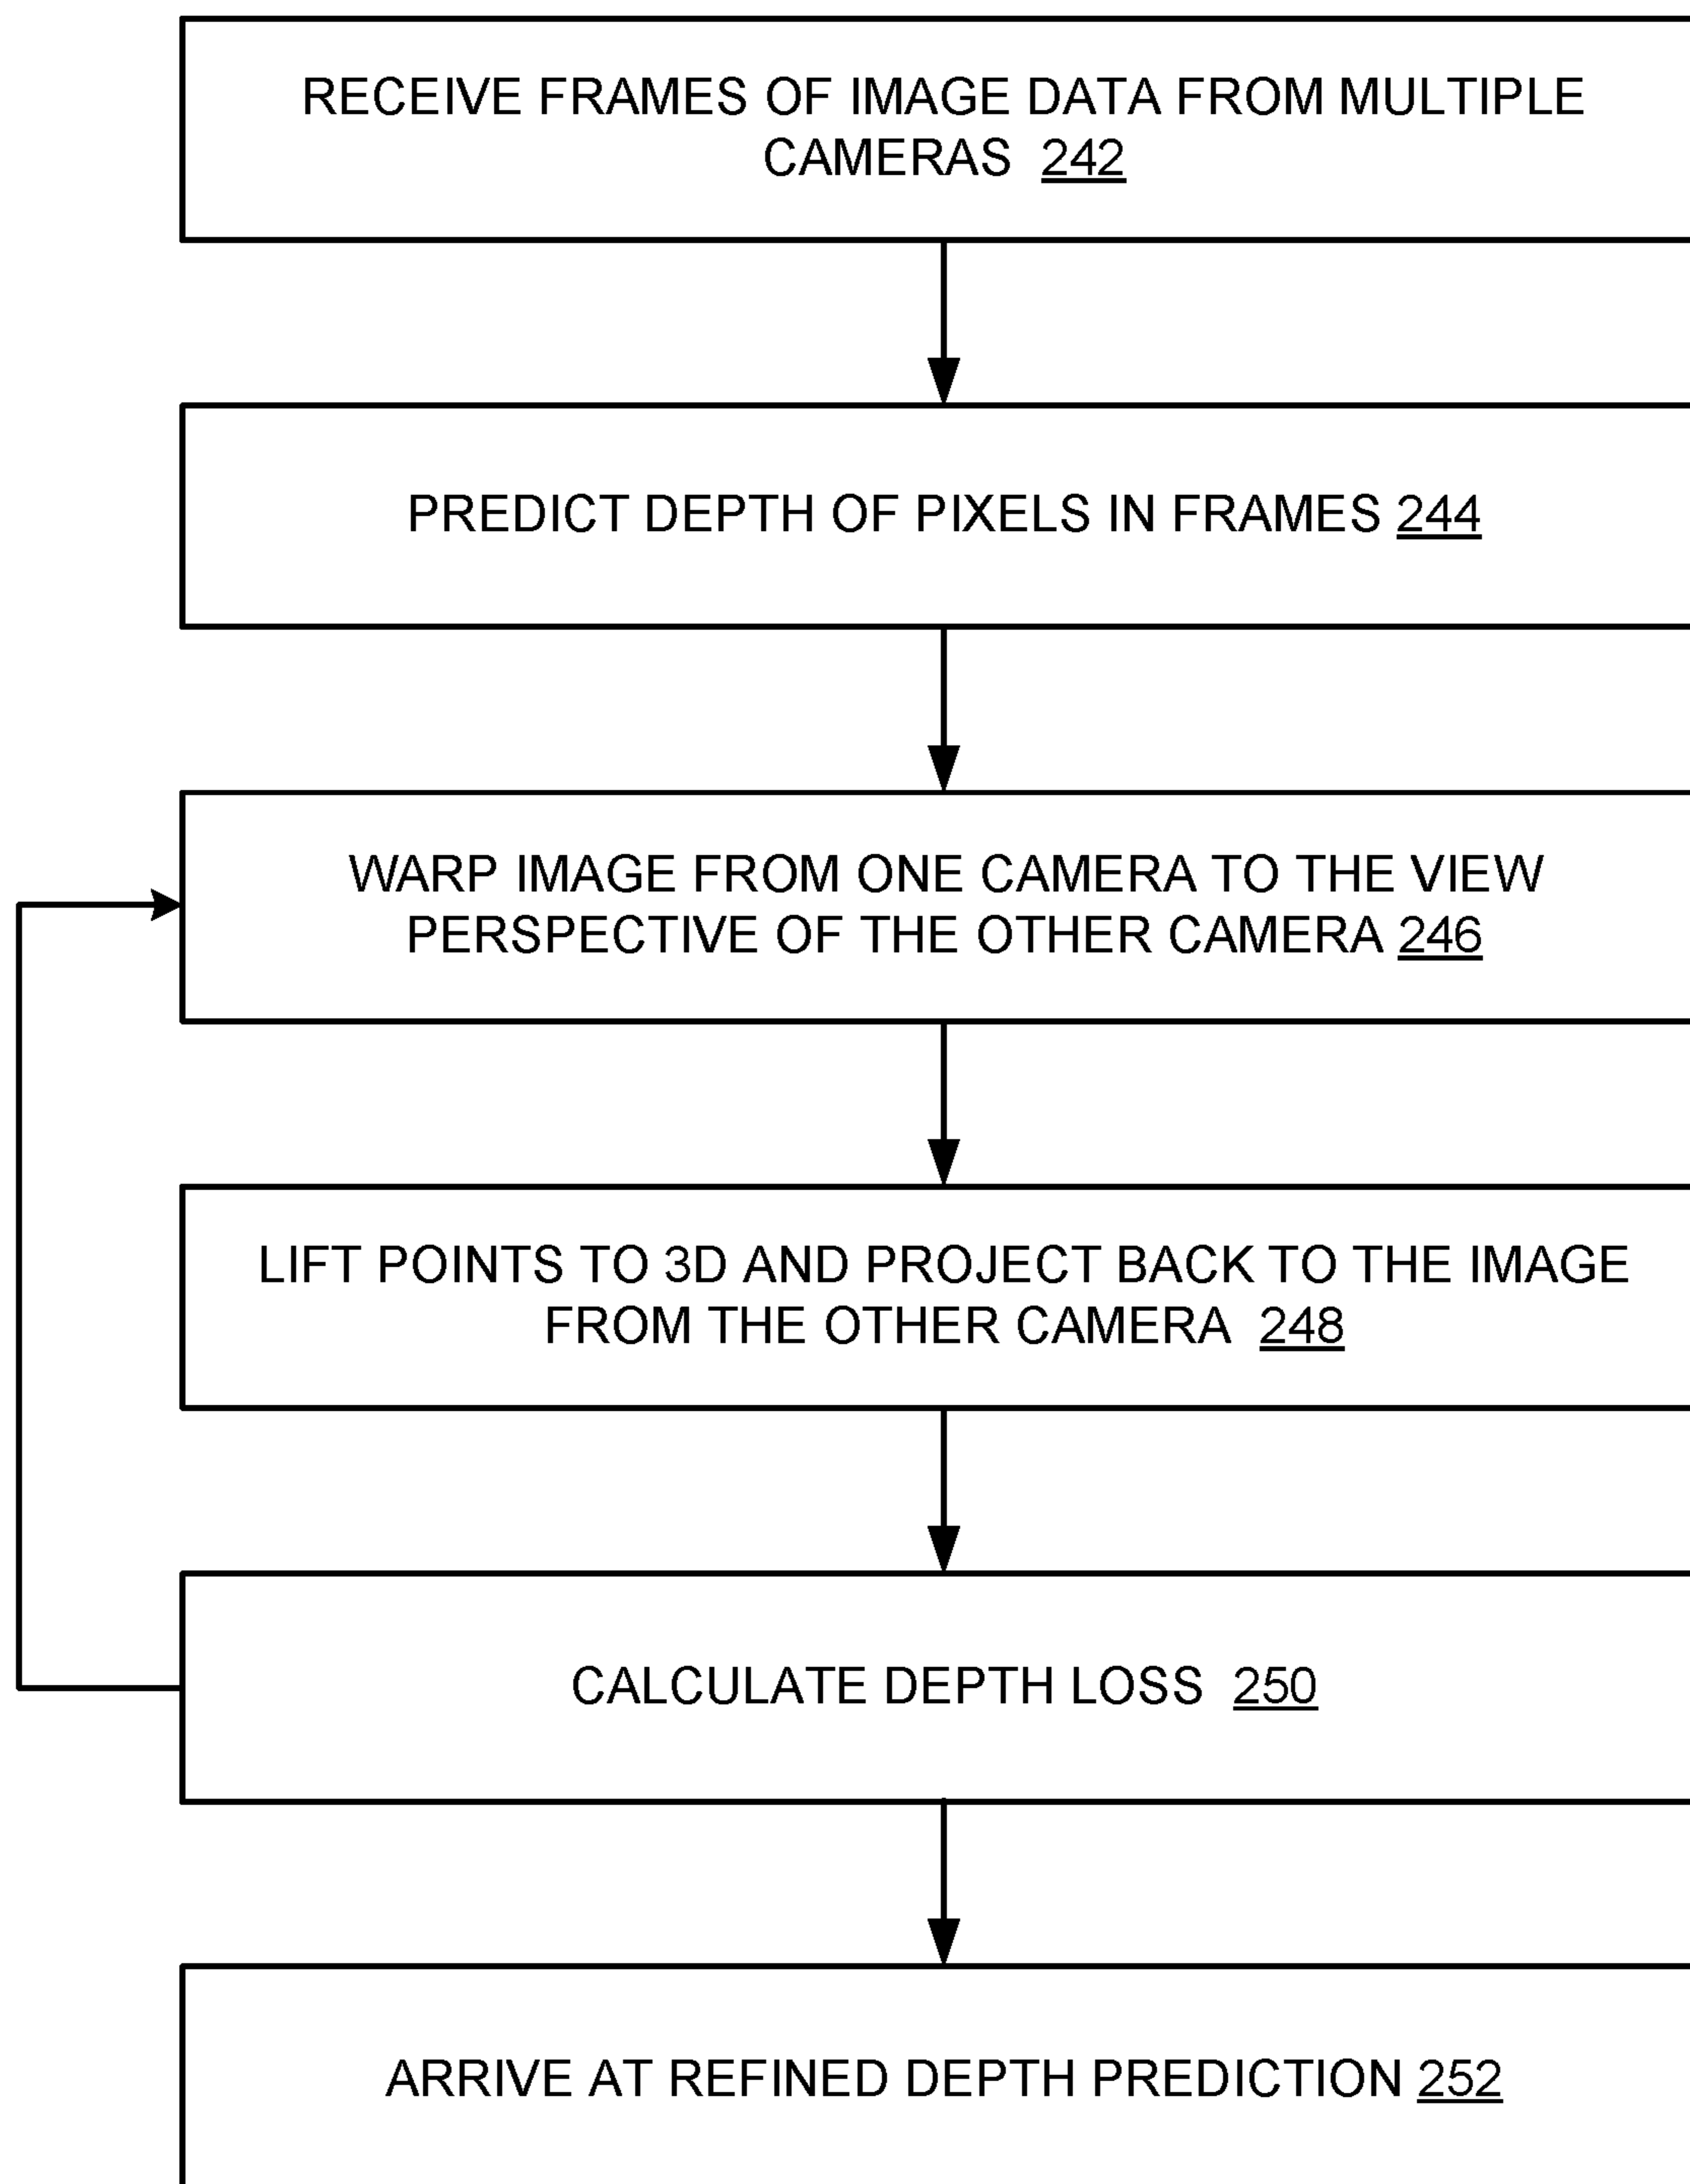 RECEIVE FRAMES OF IMAGE DATA FROM MULTIPLE
CAMERAS 242
PREDICT DEPTH OF PIXELS IN FRAMES 244
WARP IMAGE FROM ONE CAMERA TO THE VIEW
PERSPECTIVE OF THE OTHER CAMERA 246
LIFT POINTS TO 3D AND PROJECT BACK TO THE IMAGE
FROM THE OTHER CAMERA 248
CALCULATE DEPTH LOSS 250
ARRIVE AT REFINED DEPTH PREDICTION 252